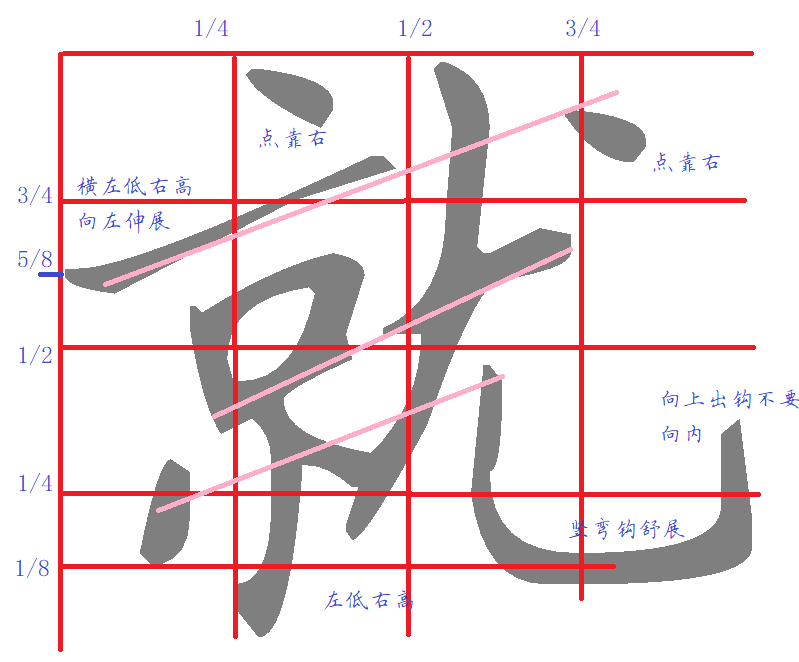 1/4 1/2 3/4
点靠右
点靠右
横左低右高
向左伸展
3/4
5/8
1/2
1/4
1/8
就
向上出钩不要
向内
竖弯钩舒展
左低右高